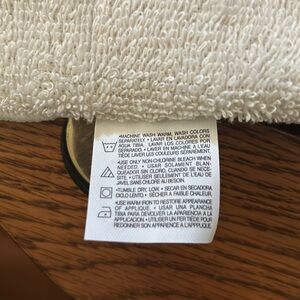 •MACHINE WASH WARM, WASH COLORS
SEPARATELY. • LAVAR EN LAVADORA CON
AGUA TIBIA. LAVAR LOS COLORES POR
SEPARADO. • LAVER EN MACHINE A L'EAU
TIÈDE LAVER LES COULEURS SÉPARÉMENT.
•USE ONLY NON-CHLORINE BLEACH WHEN
NEEDED. • USAR SOLAMENT BLAN-
QUEADOR SIN CLORO, CUANDO SE NECE-
SITE. • UTILISER SEULEMENT DE L'EAU DE
JAVEL SANS CHLORE AU BESOIN.
•TUMBLE DRY, LOW. • SECAR EN SECADORA
CICLO LENTO. • SÉCHER A FAIBLE CHALEUR.
•USE WARM IRON TO RESTORE APPEARANCE
OF APPLIQUE. • USAR UNA PLANCHA
TIBIA PARA DEVOLVER LA APARIENCIA A LA
APPLICATION. • UTILISER UN FER TIÈDE POUR
REDONNER SON APPARENCE A L'APPPLIQUE.